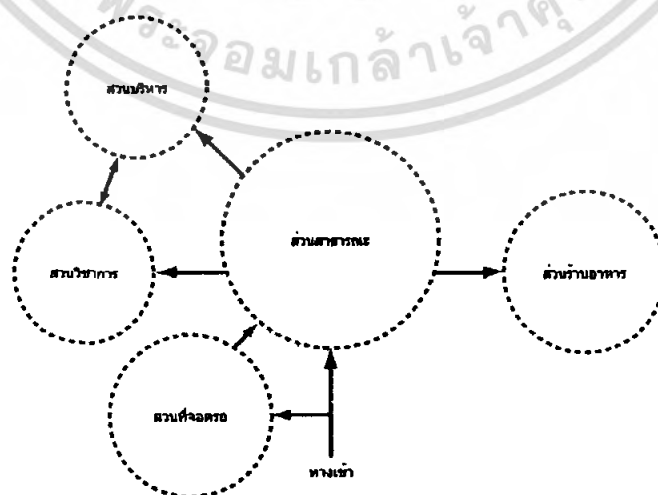 พระจอมเกล้าเจ้าคุ
ส่วนบริหาร
ส่วนสาธารณะ
ส่วนวิชาการ
ส่วนร้านอาหาร
ส่วนที่จอดรถ
ทางเข้า